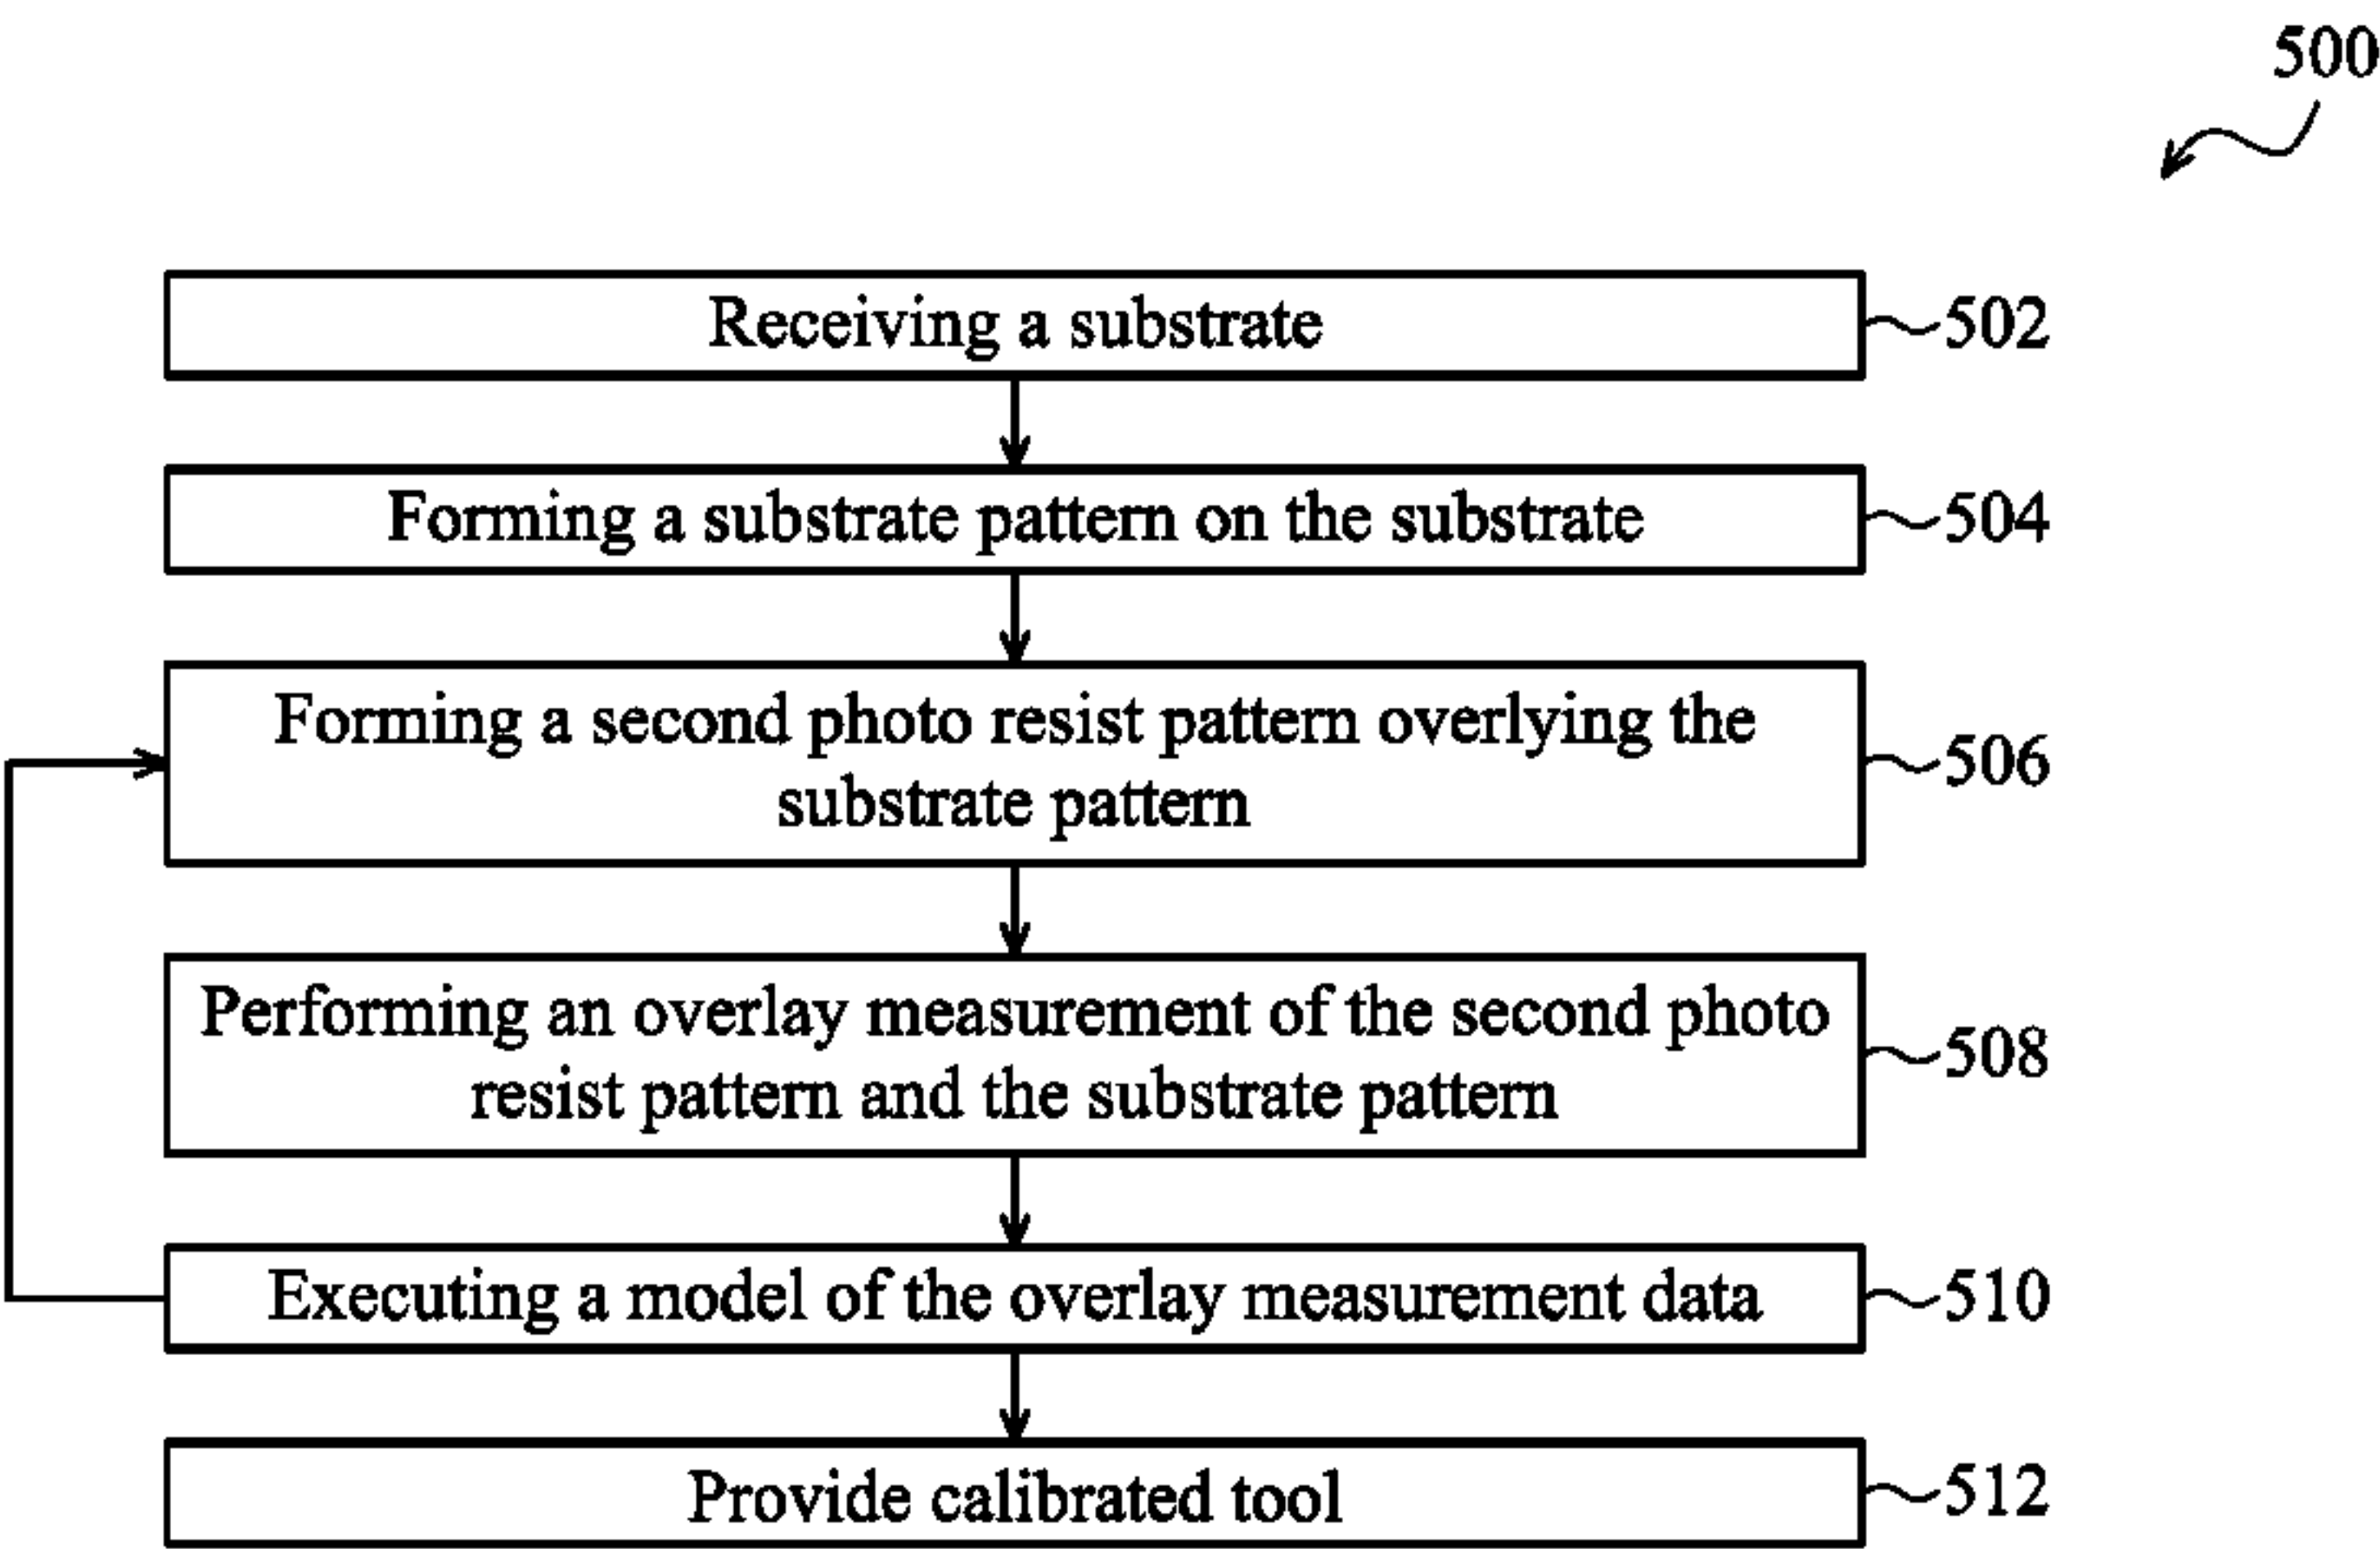 500
Receiving a substrate
502
Forming a substrate pattern on the substrate
504
Forming a second photo resist pattern overlying the
substrate pattern
506
Performing an overlay measurement of the second photo
resist pattern and the substrate pattern
508
Executing a model of the overlay measurement data
510
Provide calibrated tool
512